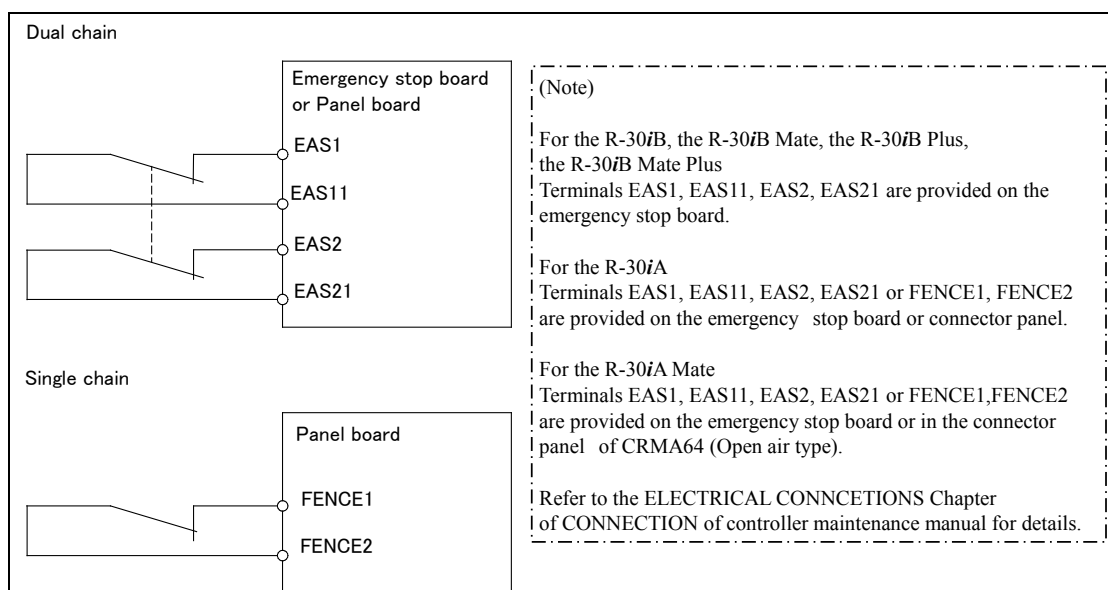 Dual chain
Emergency stop board
or Panel board
EAS1
EAS11
EAS2
EAS21
Single chain
Panel board
FENCE1
FENCE2
(Note)
For the R-30iB, the R-30iB Mate, the R-30iB Plus,
the R-30iB Mate Plus
Terminals EAS1, EAS11, EAS2, EAS21 are provided on the
emergency stop board.
For the R-30iA
Terminals EAS1, EAS11, EAS2, EAS21 or FENCE1, FENCE2
are provided on the emergency stop board or connector panel.
For the R-30iA Mate
Terminals EAS1, EAS11, EAS2, EAS21 or FENCE1,FENCE2
are provided on the emergency stop board or in the connector
panel of CRMA64 (Open air type).
Refer to the ELECTRICAL CONNCETIONS Chapter
of CONNECTION of controller maintenance manual for details.